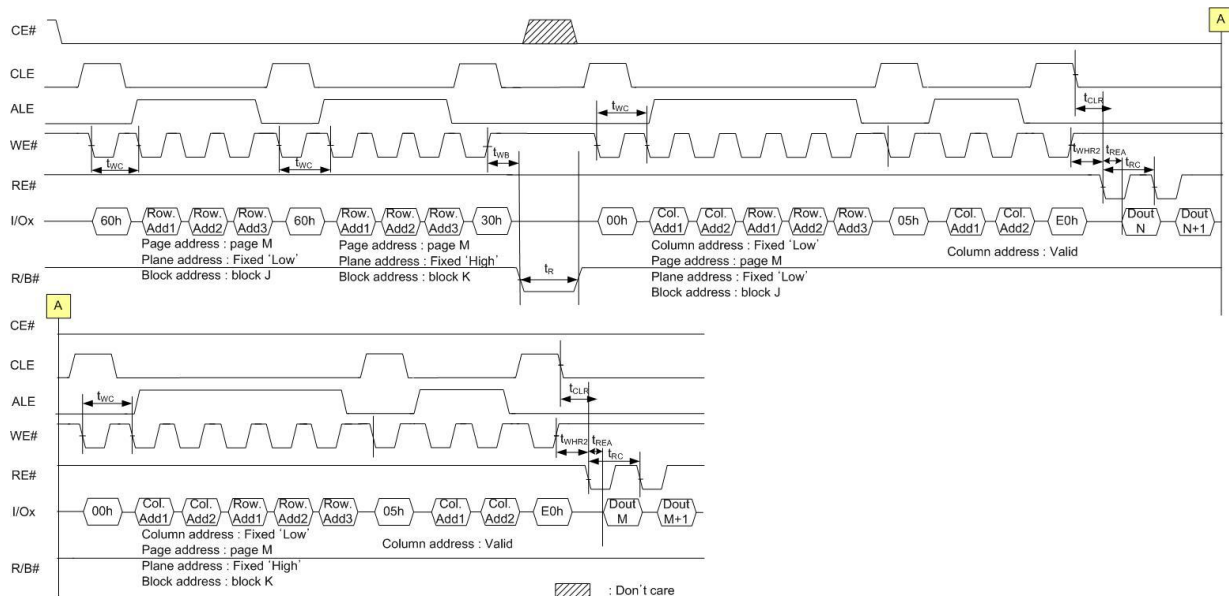 A
CE#
CLE
tCLR
ALE
tWC
WE#
tWC
tWC
tWB
tWHR2
tREA
tRC
RE#
I/Ox
60h
Row. Add1
Row. Add2
Row. Add3
60h
Row. Add1
Row. Add2
Row. Add3
30h
00h
Col. Add1
Col. Add2
Row. Add1
Row. Add2
Row. Add3
05h
Col. Add1
Col. Add2
E0h
Dout N
Dout N+1
Page address : page M
Plane address : Fixed 'Low'
Block address : block J
Page address : page M
Plane address : Fixed 'High'
Block address : block K
Column address : Fixed 'Low'
Page address : page M
Plane address : Fixed 'Low'
Block address : block J
Column address : Valid
R/B#
tR
A
CE#
CLE
tCLR
ALE
tWC
WE#
tWHR2
tREA
tRC
RE#
I/Ox
00h
Col. Add1
Col. Add2
Row. Add1
Row. Add2
Row. Add3
05h
Col. Add1
Col. Add2
E0h
Dout M
Dout M+1
Column address : Fixed 'Low'
Page address : page M
Plane address : Fixed 'High'
Block address : block K
Column address : Valid
R/B#
: Don't care